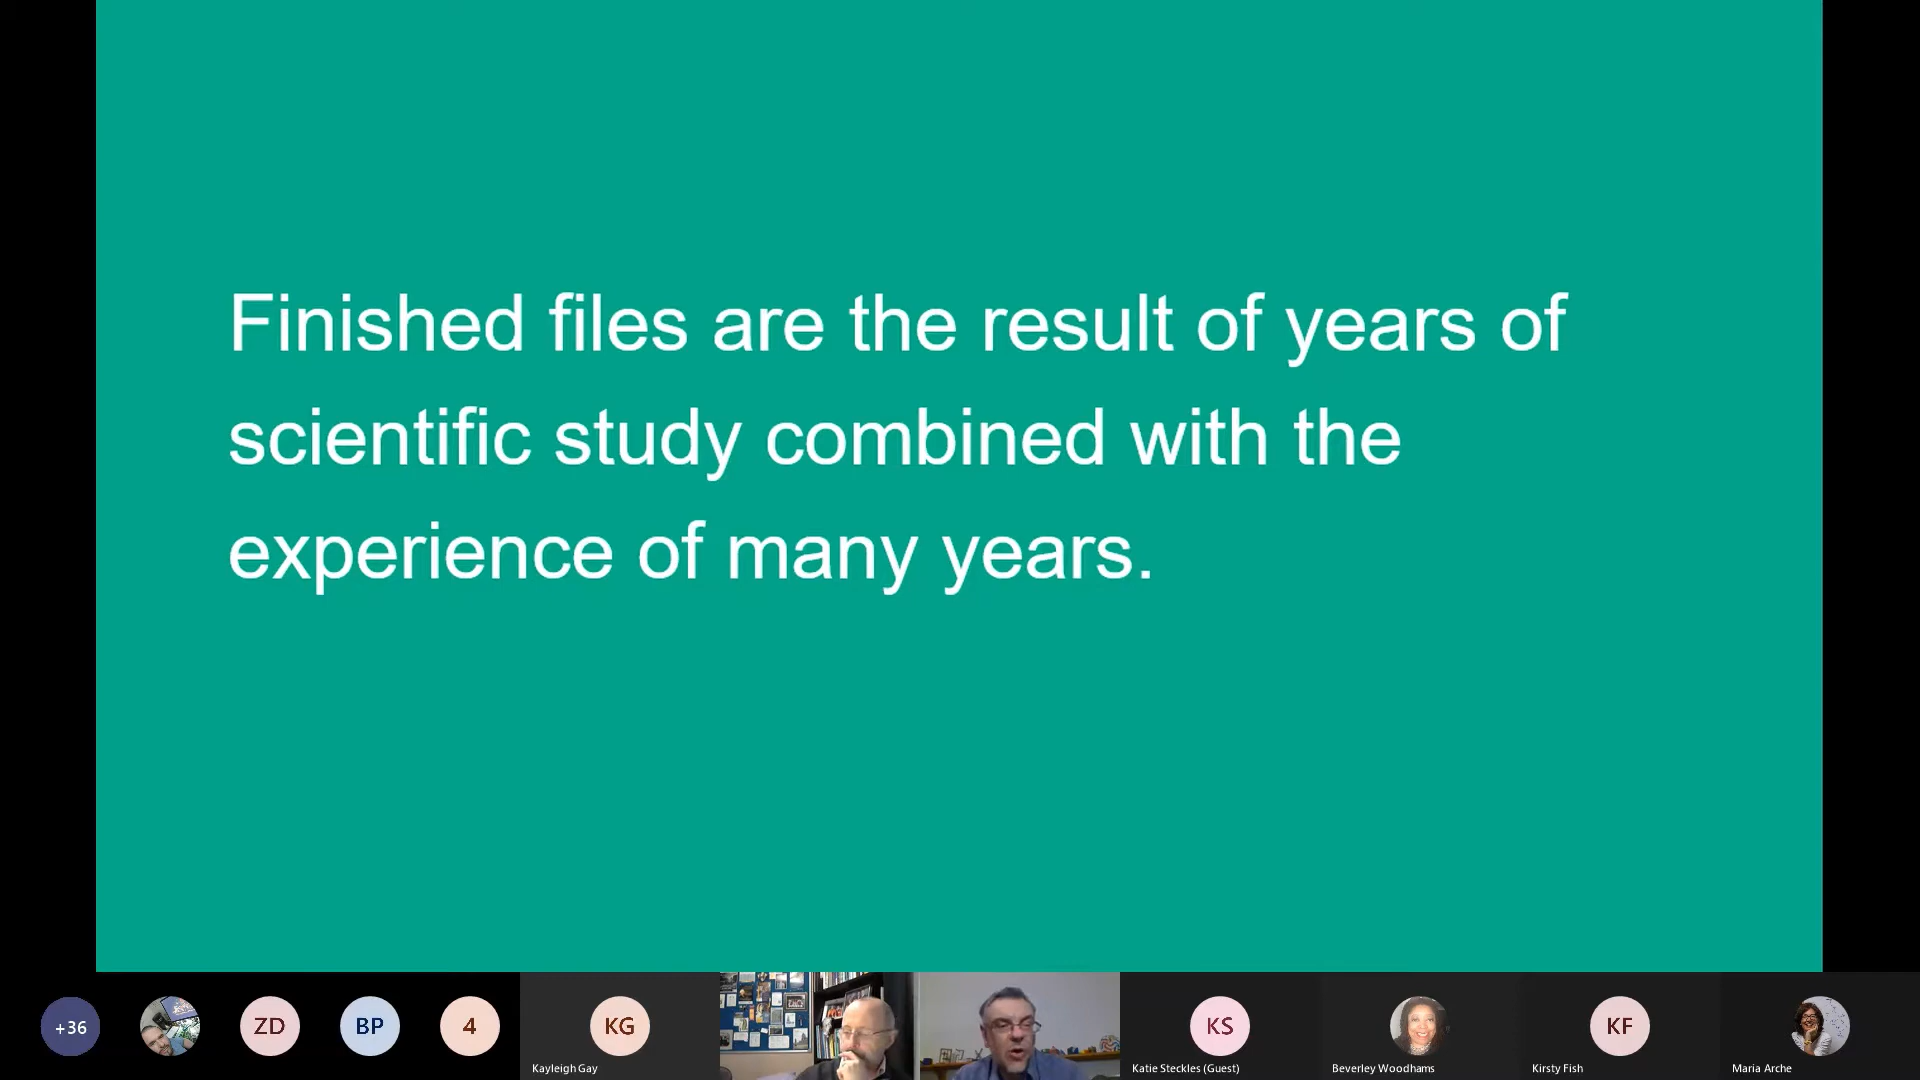 Finished files are the result of years of
scientific study combined with the
experience of many years.
+36
ZD
BP
4
KG
KS
KF
Kayleigh Gay
Katie Steckles (Guest)
Beverley Woodhams
Kirsty Fish
Maria Arche